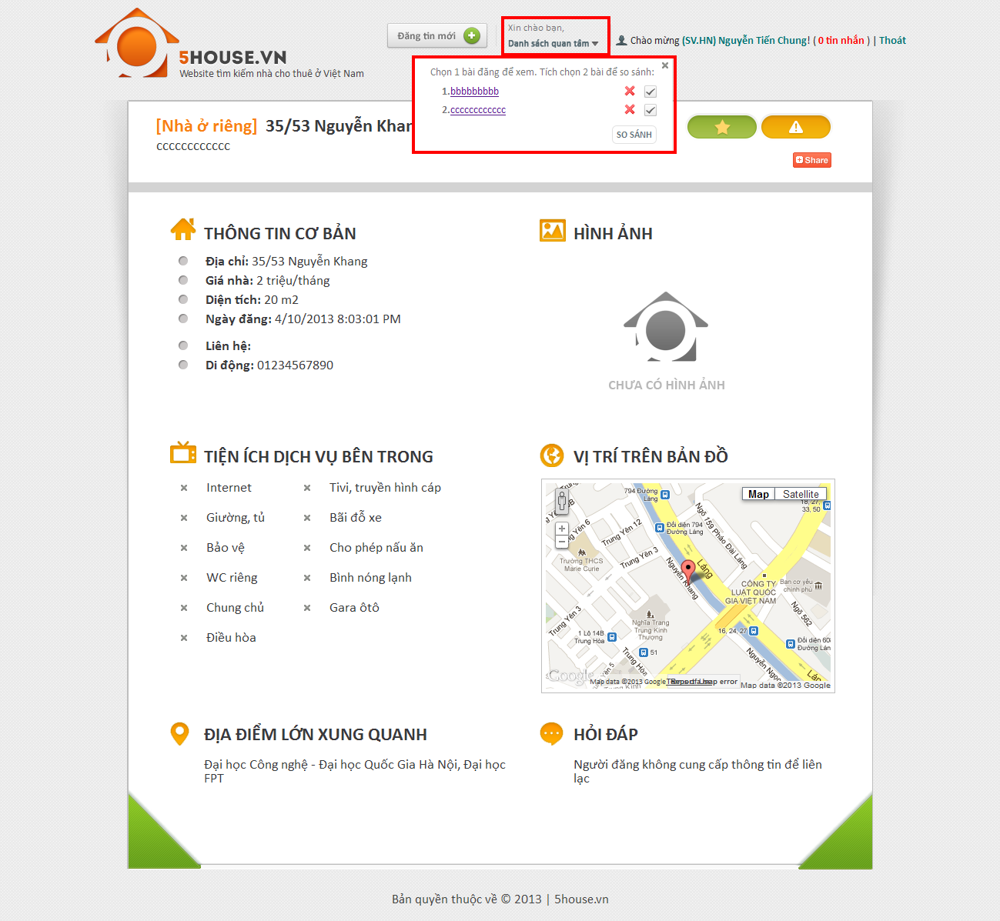 5HOUSE.VN
Website tìm kiếm nhà cho thuê ở Việt Nam
Đăng tin mới
Xin chào bạn,
Danh sách quan tâm
Chào mừng (SV.HN) Nguyễn Tiến Chung! ( 0 tin nhắn ) | Thoát
Chọn 1 bài đăng để xem. Tích chọn 2 bài để so sánh:
1.bbbbbbbbb
2.cccccccccccc
SO SÁNH
[Nhà ở riêng] 35/53 Nguyễn Khan
cccccccccccc
Share
THÔNG TIN CƠ BẢN
Địa chỉ: 35/53 Nguyễn Khang
Giá nhà: 2 triệu/tháng
Diện tích: 20 m2
Ngày đăng: 4/10/2013 8:03:01 PM
Liên hệ:
Di động: 01234567890
HÌNH ẢNH
CHƯA CÓ HÌNH ẢNH
TIỆN ÍCH DỊCH VỤ BÊN TRONG
Internet
Tivi, truyền hình cáp
Giường, tủ
Bãi đỗ xe
Bảo vệ
Cho phép nấu ăn
WC riêng
Bình nóng lạnh
Chung chủ
Gara ôtô
Điều hòa
VỊ TRÍ TRÊN BẢN ĐỒ
794 Đường
Láng
Map
Satellite
18, 27,
33, 50
Đối diện 794
Đường Láng
Ngõ 159 Pháo Đài Láng
Trung Yên 6
Trung Yên 12
Trung Yên 3
Trường THCS
Marie Curie
Nguyễn Khang
Láng
CÔNG TY
LUẬT QUỐC
GIA VIỆT NAM
Ban cơ yếu
chính phủ
Ngõ 562
Trung Yên 3
Nghĩa Trang
Trung Kính
Thượng
1 Lô 14B
Trung Hòa
16, 24, 27
Đối diện 608
Đường Lán
51
Trung Hòa
Nguyễn Ngọc
Yên 5
Trung Kính
Láng
Google
Map data ©2013 Google
Report a map error
Map data ©2013 Google
ĐỊA ĐIỂM LỚN XUNG QUANH
Đại học Công nghệ - Đại học Quốc Gia Hà Nội, Đại học
FPT
HỎI ĐÁP
Người đăng không cung cấp thông tin để liên
lạc
Bản quyền thuộc về © 2013 | 5house.vn